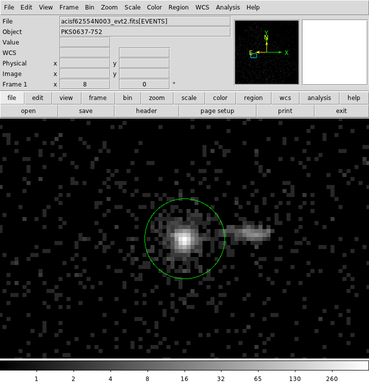 File Edit View Frame Bin Zoom Scale Color Region WCS Analysis Help
File acisf62554N003_evt2.fits[EVENTS]
Object PKS0637-752
Value
WCS
Physical x y
Image x y
Frame 1 x 8 0 °
file edit view frame bin zoom scale color region wcs analysis help
open save header page setup print exit
1 2 4 8 16 32 65 130 260